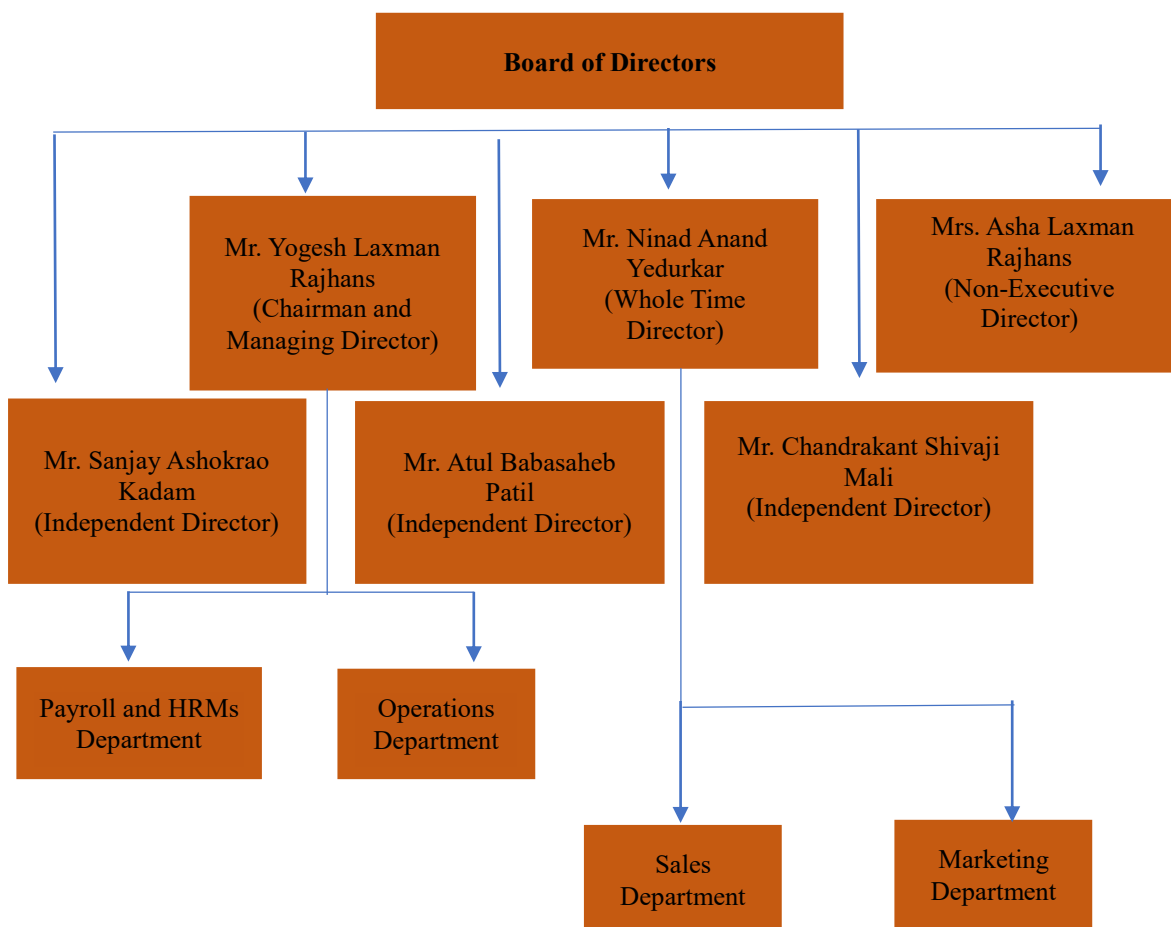 Board of Directors
Mr. Yogesh Laxman
Rajhans
(Chairman and
Managing Director)
Mr. Ninad Anand
Yedurkar
(Whole Time
Director)
Mrs. Asha Laxman
Rajhans
(Non-Executive
Director)
Mr. Sanjay Ashokrao
Kadam
(Independent Director)
Mr. Atul Babasaheb
Patil
(Independent Director)
Mr. Chandrakant Shivaji
Mali
(Independent Director)
Payroll and HRMs
Department
Operations
Department
Sales
Department
Marketing
Department